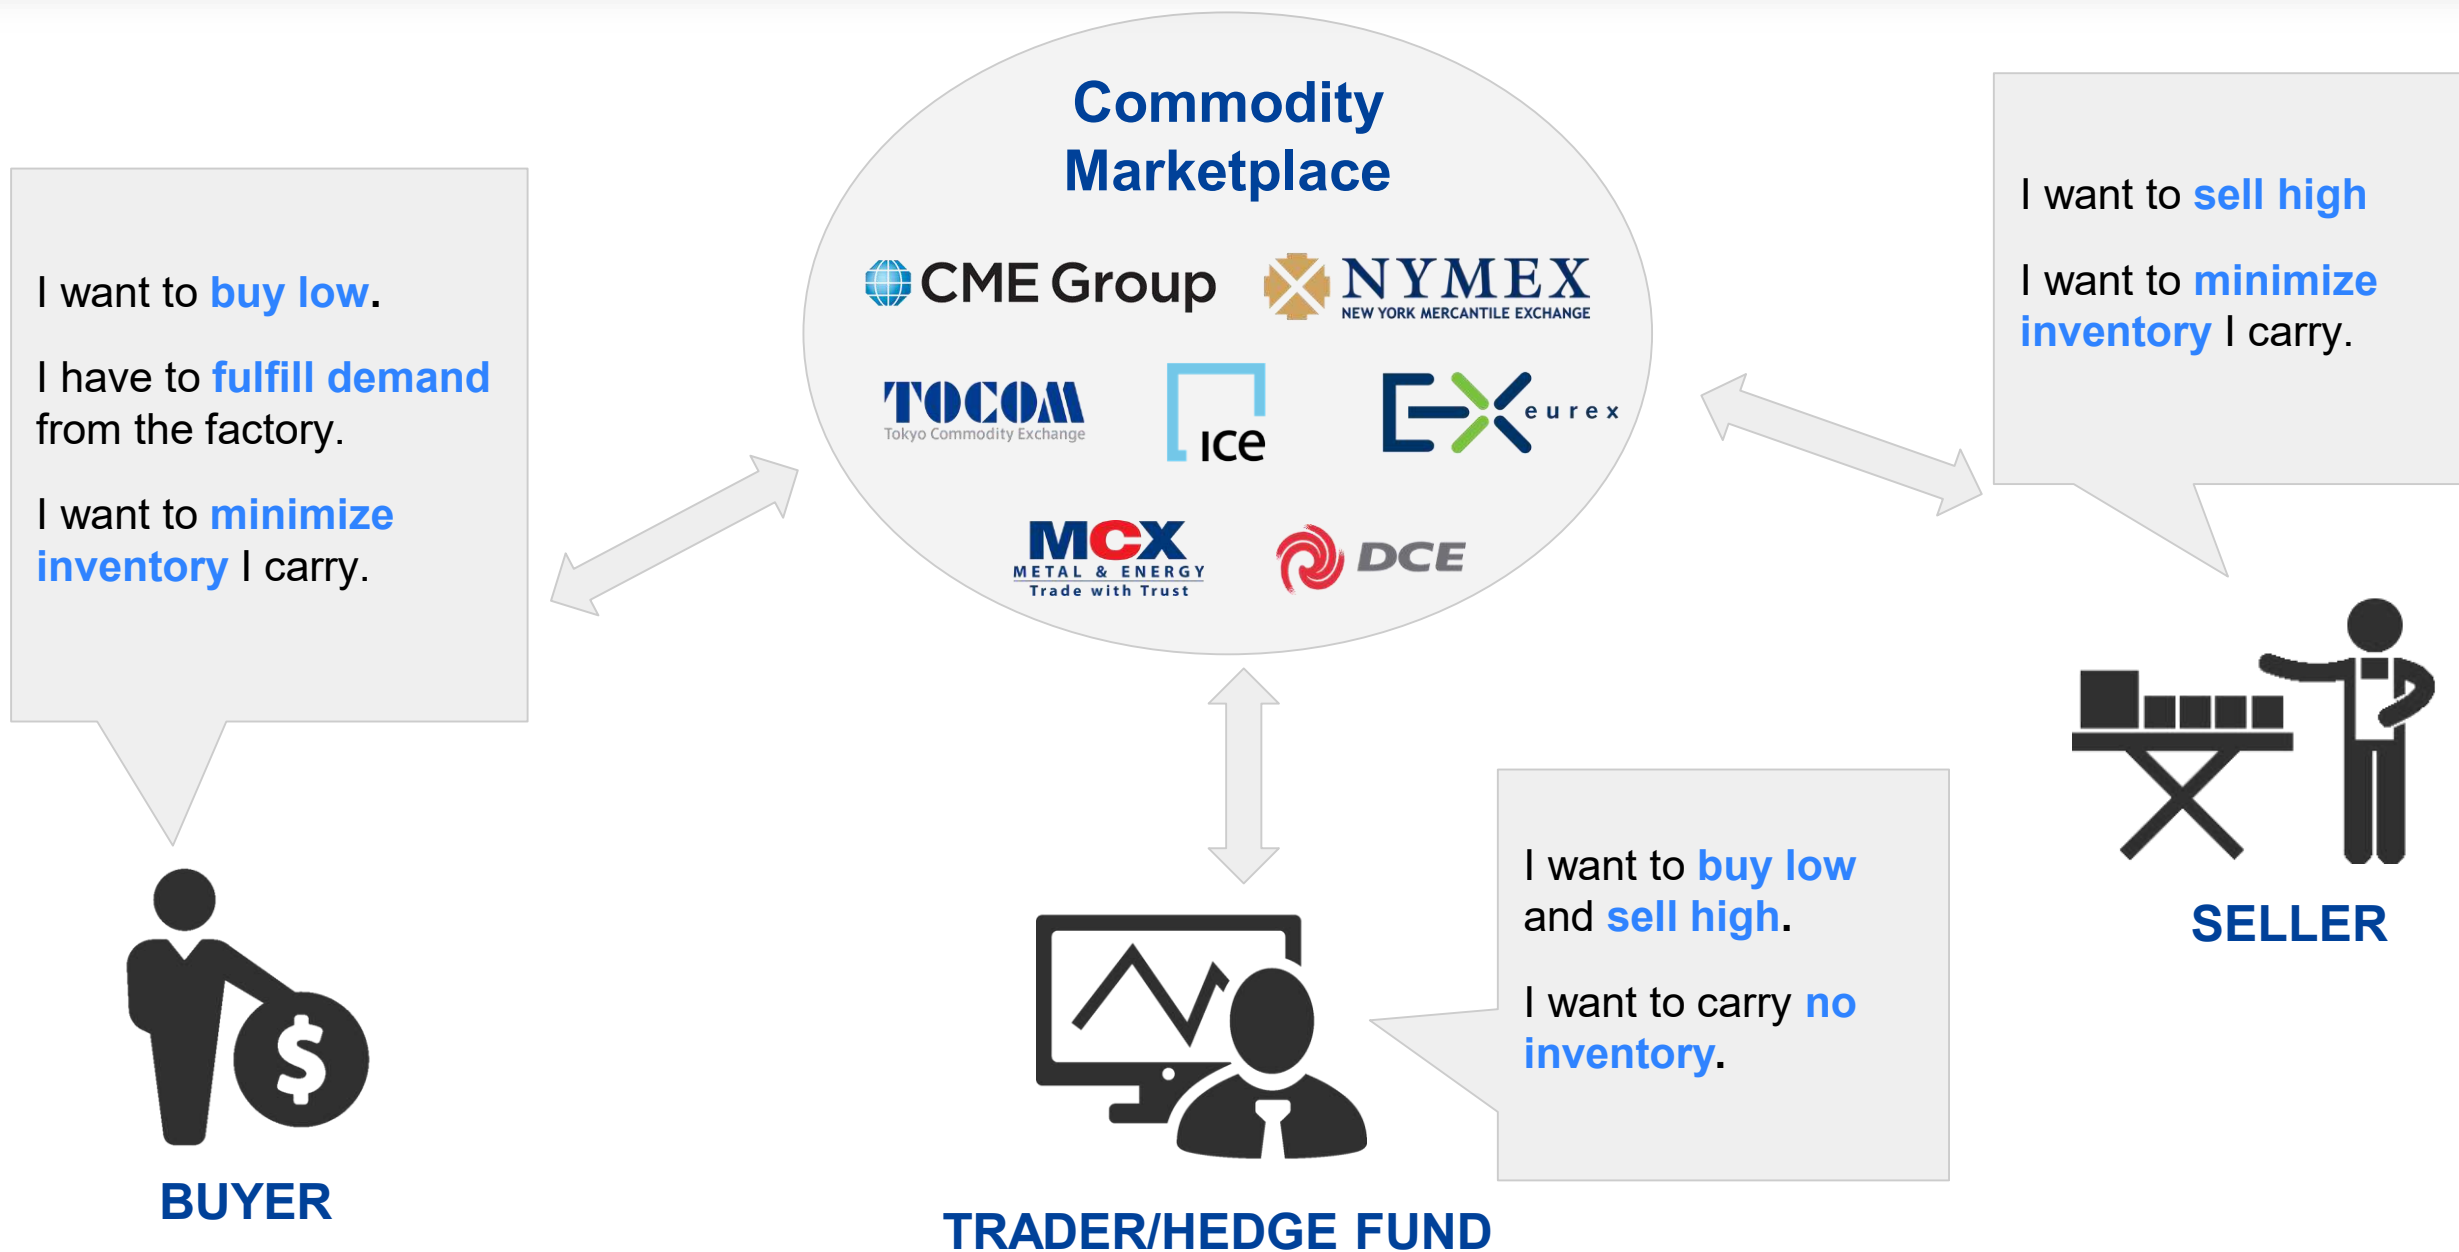 Commodity
Marketplace
CME Group
NYMEX
NEW YORK MERCANTILE EXCHANGE
TOCOM
Tokyo Commodity Exchange
ice
EX
eurex
MCX
METAL & ENERGY
Trade with Trust
DCE
I want to buy low.
I have to fulfill demand
from the factory.
I want to minimize
inventory I carry.
$
BUYER
I want to buy low
and sell high.
I want to carry no
inventory.
TRADER/HEDGE FUND
I want to sell high
I want to minimize
inventory I carry.
SELLER